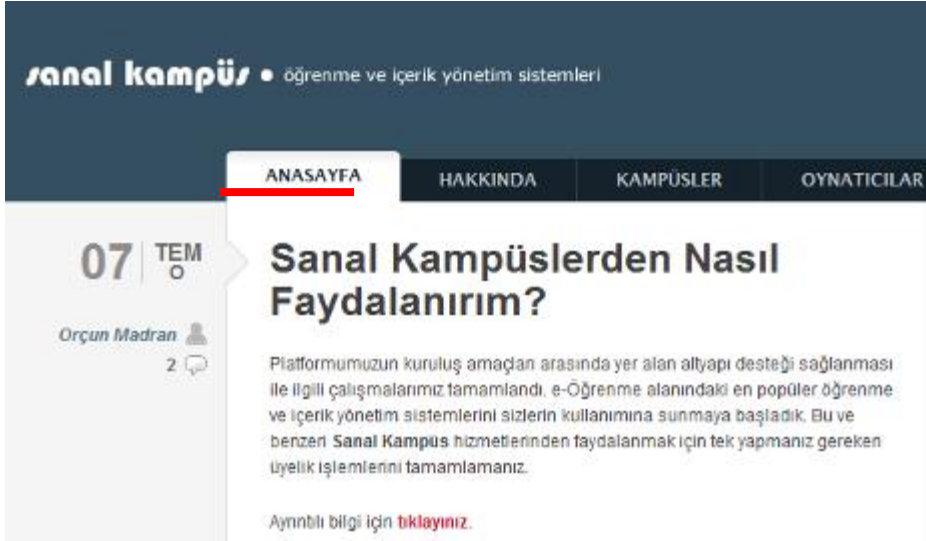 sanal kampüs • öğrenme ve içerik yönetim sistemleri
ANASAYFA HAKKINDA KAMPÜSLER OYNATICILAR
07 TEM
O
Sanal Kampüslerden Nasıl
Faydalanırım?
Orçun Madran
2
Platformumuzun kuruluş amaçları arasında yer alan altyapı desteği sağlanması
ile ilgili çalışmalarımız tamamlandı. e-Öğrenme alanındaki en popüler öğrenme
ve içerik yönetim sistemlerini sizlerin kullanımına sunmaya başladık. Bu ve
benzeri Sanal Kampüs hizmetlerinden faydalanmak için tek yapmanız gereken
üyelik işlemlerini tamamlamanız.
Ayrıntılı bilgi için tıklayınız.